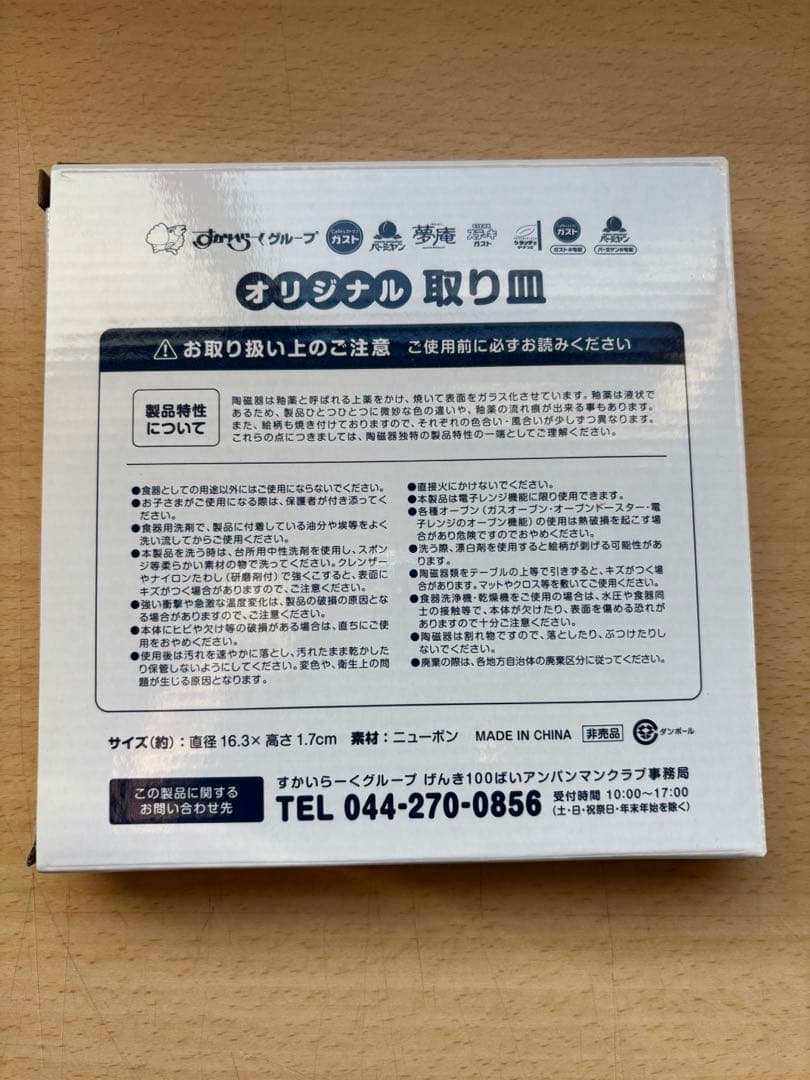 すかいらーくグループ ガスト バーミヤン 夢庵 ステーキガスト ガスト ガストの宅配 バーミヤン バーミヤンの宅配
オリジナル 取り皿
お取り扱い上のご注意 ご使用前に必ずお読みください
製品特性
について
陶磁器は釉薬と呼ばれる上薬をかけ、焼いて表面をガラス化させています。釉薬は液状で
あるため、製品ひとつひとつに微妙な色の違いや、釉薬の流れ痕が出来る事もあります。
また、絵柄も焼き付けておりますので、それぞれの色合い・風合いが少しずつ異なります。
これらの点につきましては、陶磁器独特の製品特性の一端としてご理解ください。
●食器としての用途以外にはご使用にならないでください。
●お子さまがご使用になる際は、保護者が付き添ってく
ださい。
●食器用洗剤で、製品に付着している油分や埃等をよく
洗い流してからご使用ください。
●本製品を洗う時は、台所用中性洗剤を使用し、スポン
ジ等柔らかい素材の物で洗ってください。クレンザー
やナイロンたわし(研磨剤付)で強くこすると、表面に
キズがつく場合がありますので、ご注意ください。
●強い衝撃や急激な温度変化は、製品の破損の原因とな
る場合がありますので、ご注意ください。
●本体にヒビや欠け等の破損がある場合は、直ちにご使
用をおやめください。
●使用後は汚れを速やかに落とし、汚れたまま乾かした
り保管しないようにしてください。変色や、衛生上の問
題が生じる原因となります。
●直接火にかけないでください。
●本製品は電子レンジ機能に限り使用できます。
●各種オーブン(ガスオーブン・オーブントースター・電
子レンジのオーブン機能)の使用は熱破損を起こす場
合があり危険ですのでおやめください。
●洗う際、漂白剤を使用すると絵柄が剥げる可能性があ
ります。
●陶磁器類をテーブルの上等で引きずると、キズがつく場
合があります。マットやクロス等を敷いてご使用ください。
●食器洗浄機・乾燥機をご使用の場合は、水圧や食器同
士の接触等で、本体が欠けたり、表面を傷める恐れが
ありますので十分ご注意ください。
●陶磁器は割れ物ですので、落としたり、ぶつけたりし
ないでください。
●廃棄の際は、各地方自治体の廃棄区分に従ってください。
サイズ(約):直径16.3×高さ1.7cm 素材:ニューボン MADE IN CHINA 非売品 ダンボール
この製品に関する
お問い合わせ先
すかいらーくグループ げんき100ばいアンパンマンクラブ事務局
TEL 044-270-0856 受付時間 10:00〜17:00
(土・日・祝祭日・年末年始を除く)